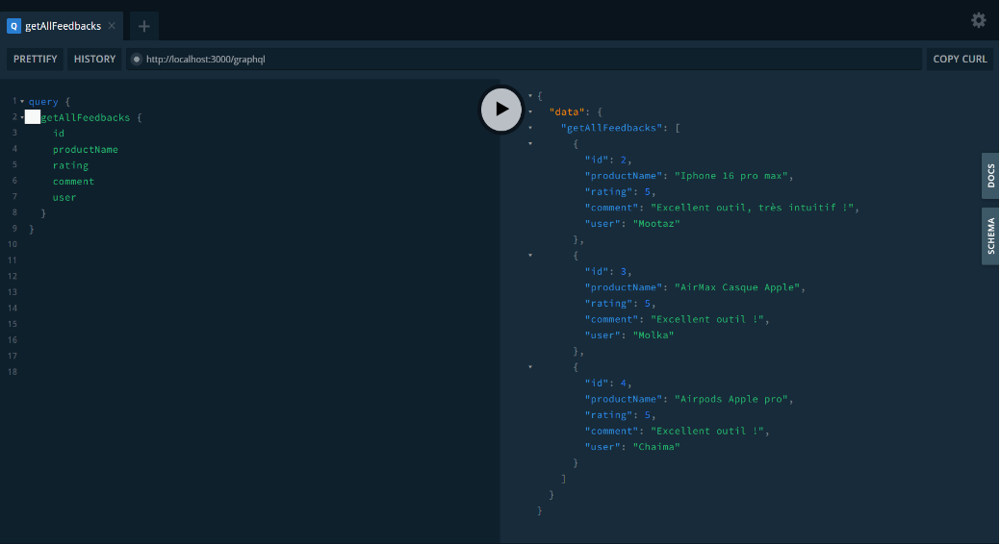 Q getAllFeedbacks × +
PRETTIFY HISTORY http://localhost:3000/graphql COPY CURL
1 query {
2 getAllFeedbacks {
3 id
4 productName
5 rating
6 comment
7 user
8 }
9 }
10
11
12
13
14
15
16
17
18
{
"data": {
"getAllFeedbacks": [
{
"id": 2,
"productName": "Iphone 16 pro max",
"rating": 5,
"comment": "Excellent outil, très intuitif !",
"user": "Mootaz"
},
{
"id": 3,
"productName": "AirMax Casque Apple",
"rating": 5,
"comment": "Excellent outil !",
"user": "Molka"
},
{
"id": 4,
"productName": "Airpods Apple pro",
"rating": 5,
"comment": "Excellent outil !",
"user": "Chaima"
}
]
}
}
DOCS
SCHEMA